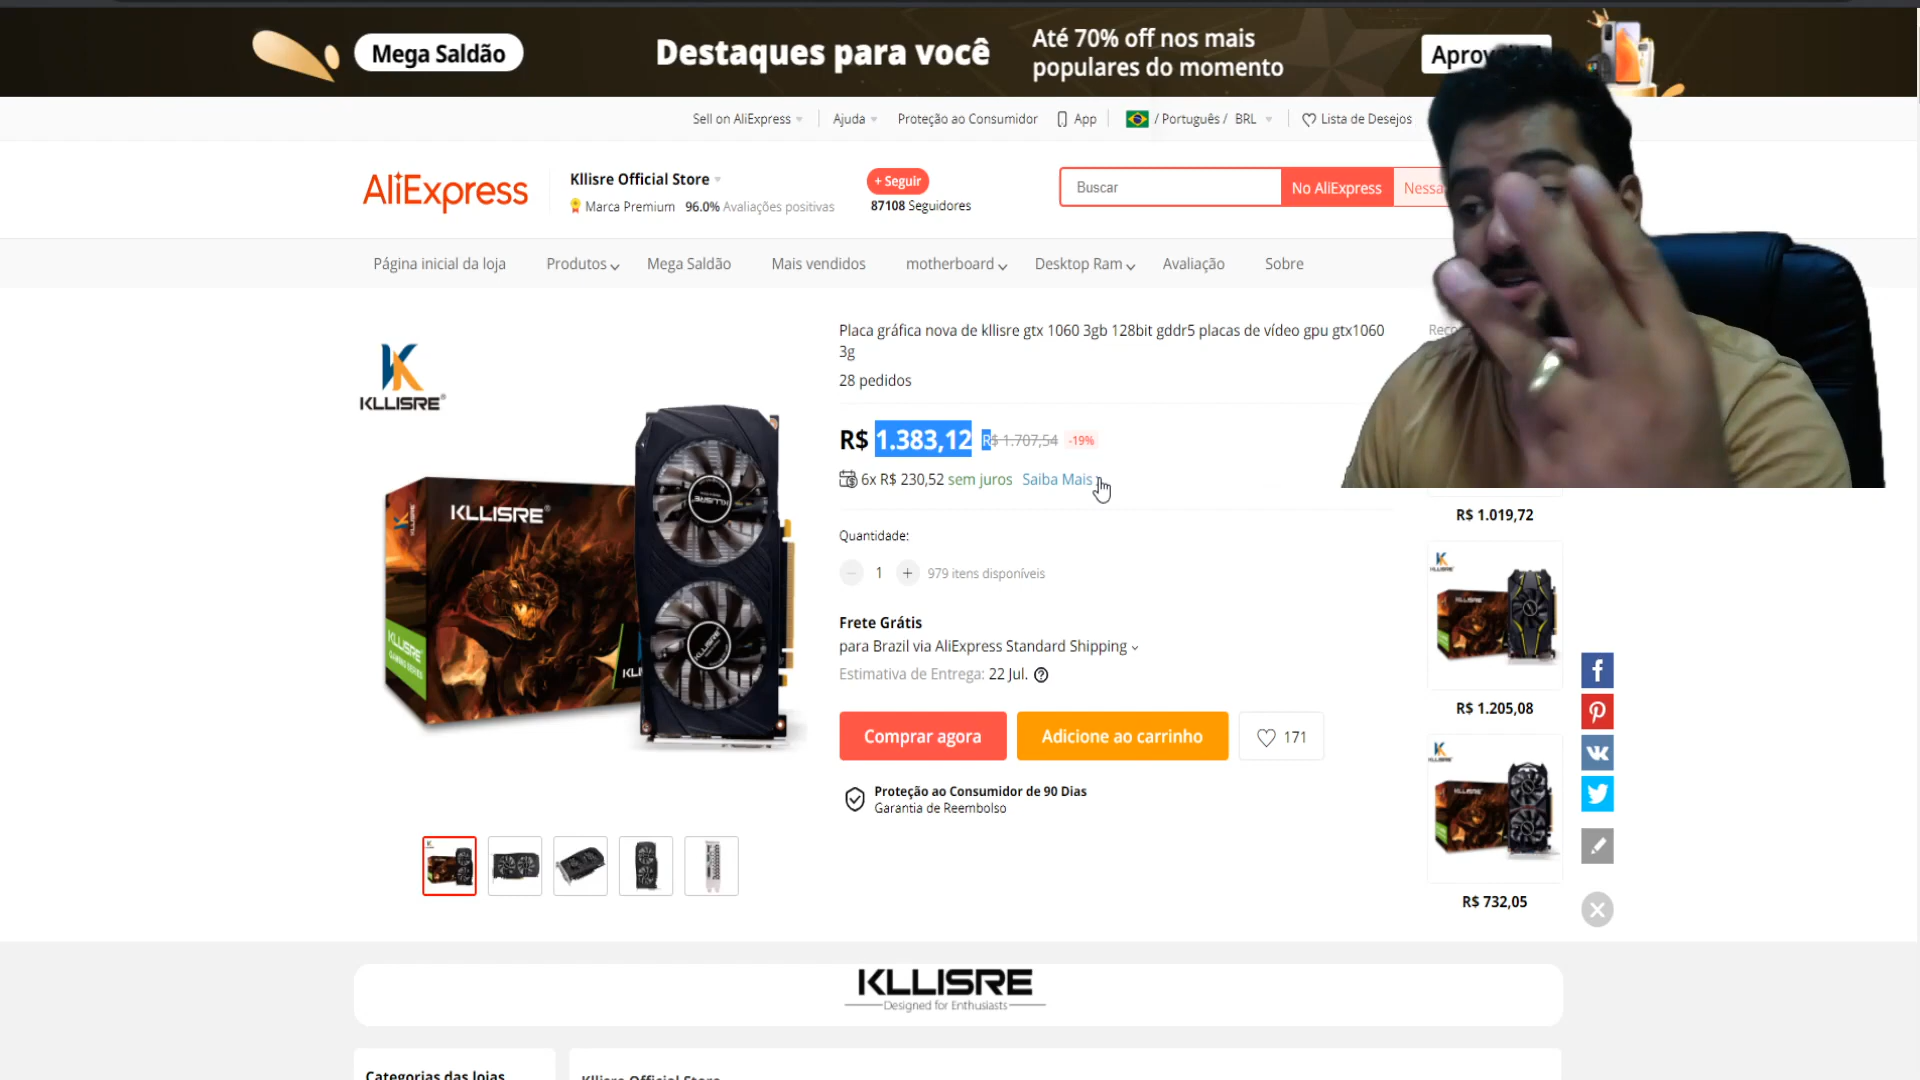 Mega Saldão
Destaques para você
Até 70% off nos mais
populares do momento
Sell on AliExpress
Ajuda
Proteção ao Consumidor
App
/ Português / BRL
Lista de Desejos
AliExpress
Kllisre Official Store
Marca Premium 96.0% Avaliações positivas
+ Seguir
87108 Seguidores
Buscar
No AliExpress
Página inicial da loja
Produtos
Mega Saldão
Mais vendidos
motherboard
Desktop Ram
Avaliação
Sobre
K
KLLISRE®
KLLISRE®
KLLISRE
GAMING SERIES
Placa gráfica nova de kllisre gtx 1060 3gb 128bit gddr5 placas de vídeo gpu gtx1060
3g
28 pedidos
R$ 1.383,12 R$ 1.707,54 -19%
6x R$ 230,52 sem juros Saiba Mais
Quantidade:
− 1 + 979 itens disponíveis
Frete Grátis
para Brazil via AliExpress Standard Shipping
Estimativa de Entrega: 22 Jul.
Comprar agora
Adicione ao carrinho
171
Proteção ao Consumidor de 90 Dias
Garantia de Reembolso
R$ 1.019,72
R$ 1.205,08
R$ 732,05
KLLISRE
Designed for Enthusiasts
Categorias das lojas
Kllisre Official Store